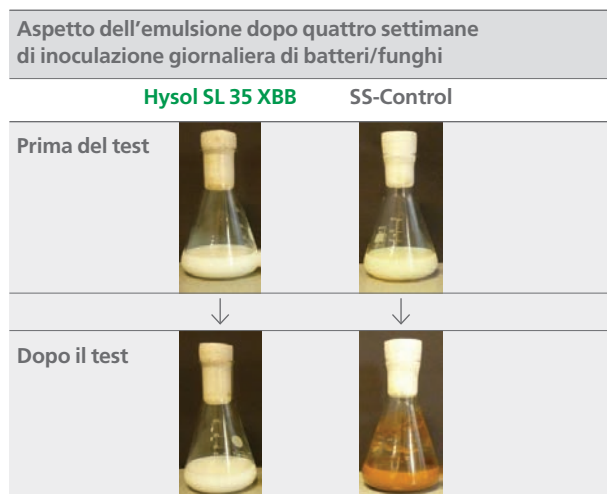 Aspetto dell’emulsione dopo quattro settimane
di inoculazione giornaliera di batteri/funghi
Hysol SL 35 XBB SS-Control
Prima del test
Dopo il test